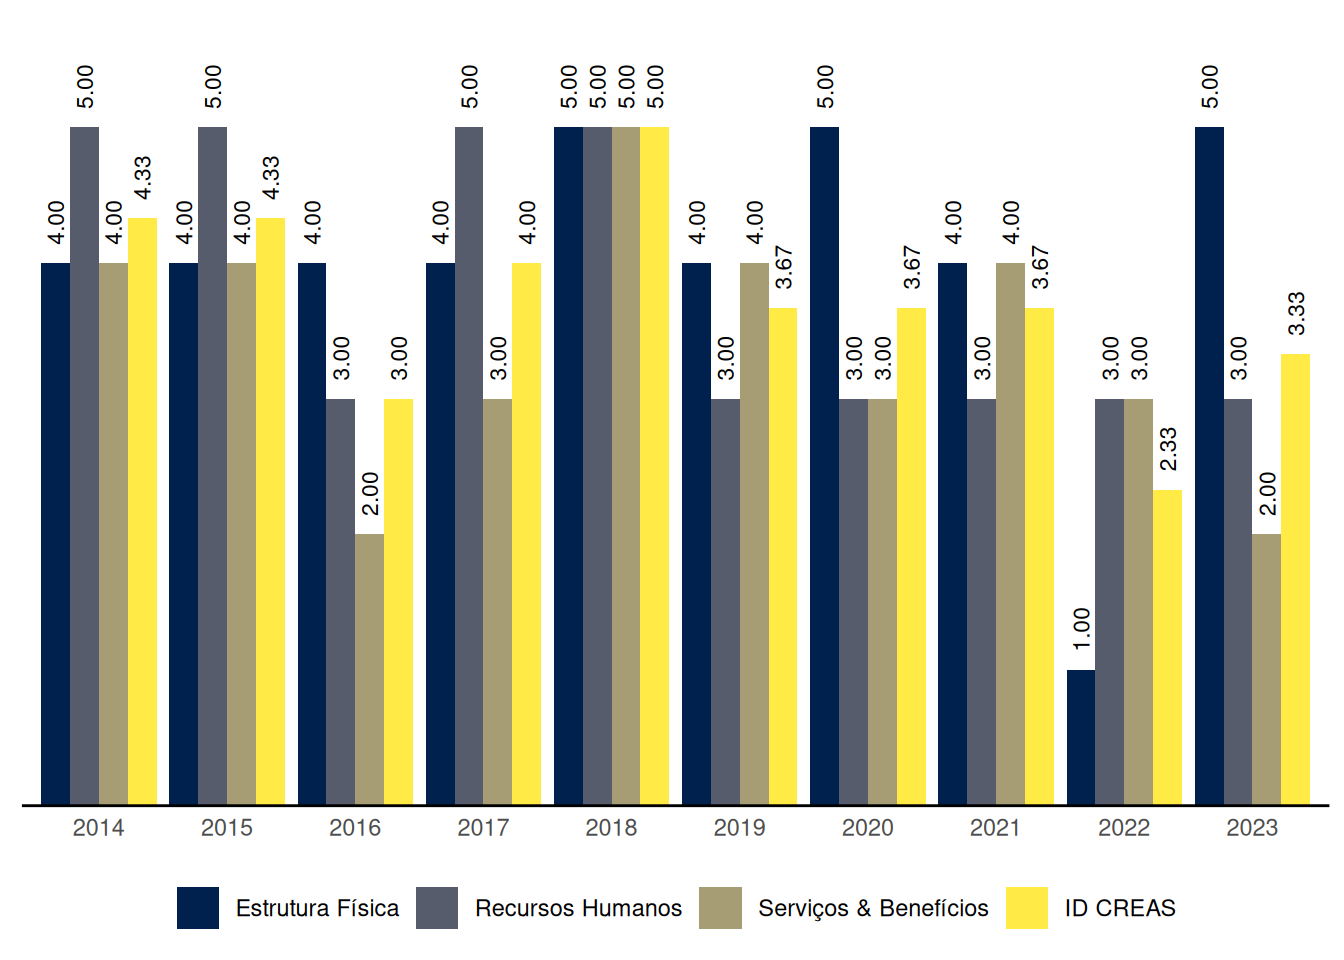 5.00 5.00 5.00 5.00 5.00 5.00 5.00 5.00 5.00
4.33 4.33
4.00 4.00 4.00 4.00 4.00 4.00 4.00 4.00 4.00 4.00 4.00
3.67 3.67 3.67
3.33
3.00 3.00 3.00 3.00 3.00 3.00 3.00 3.00 3.00 3.00
2.33
2.00 2.00
1.00
2014 2015 2016 2017 2018 2019 2020 2021 2022 2023
Estrutura Física Recursos Humanos Serviços & Benefícios ID CREAS